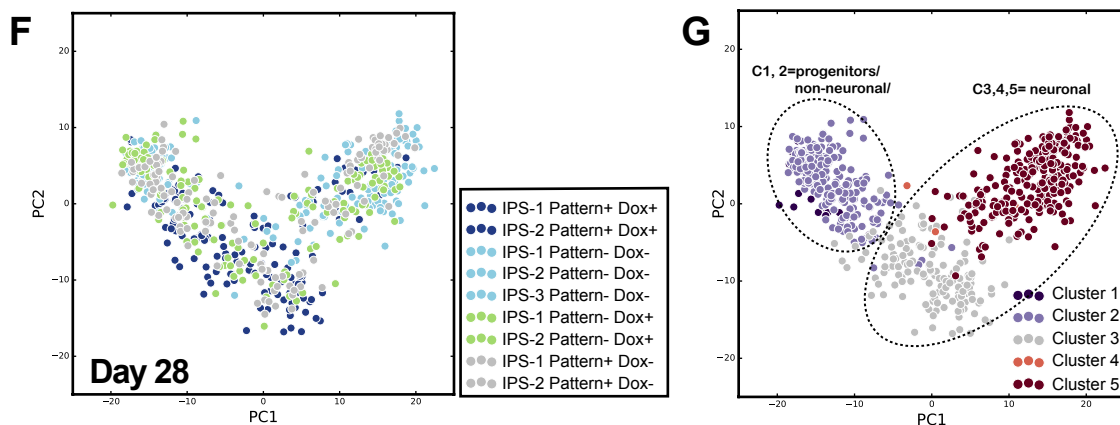 F
20
10
0
−10
−20
PC2
−20 −10 0 10 20
PC1
Day 28
IPS-1 Pattern+ Dox+
IPS-2 Pattern+ Dox+
IPS-1 Pattern- Dox-
IPS-2 Pattern- Dox-
IPS-3 Pattern- Dox-
IPS-1 Pattern- Dox+
IPS-2 Pattern- Dox+
IPS-1 Pattern+ Dox-
IPS-2 Pattern+ Dox-
G
20
10
0
−10
−20
PC2
−20 −10 0 10 20
PC1
C1, 2=progenitors/
non-neuronal/
C3,4,5= neuronal
Cluster 1
Cluster 2
Cluster 3
Cluster 4
Cluster 5